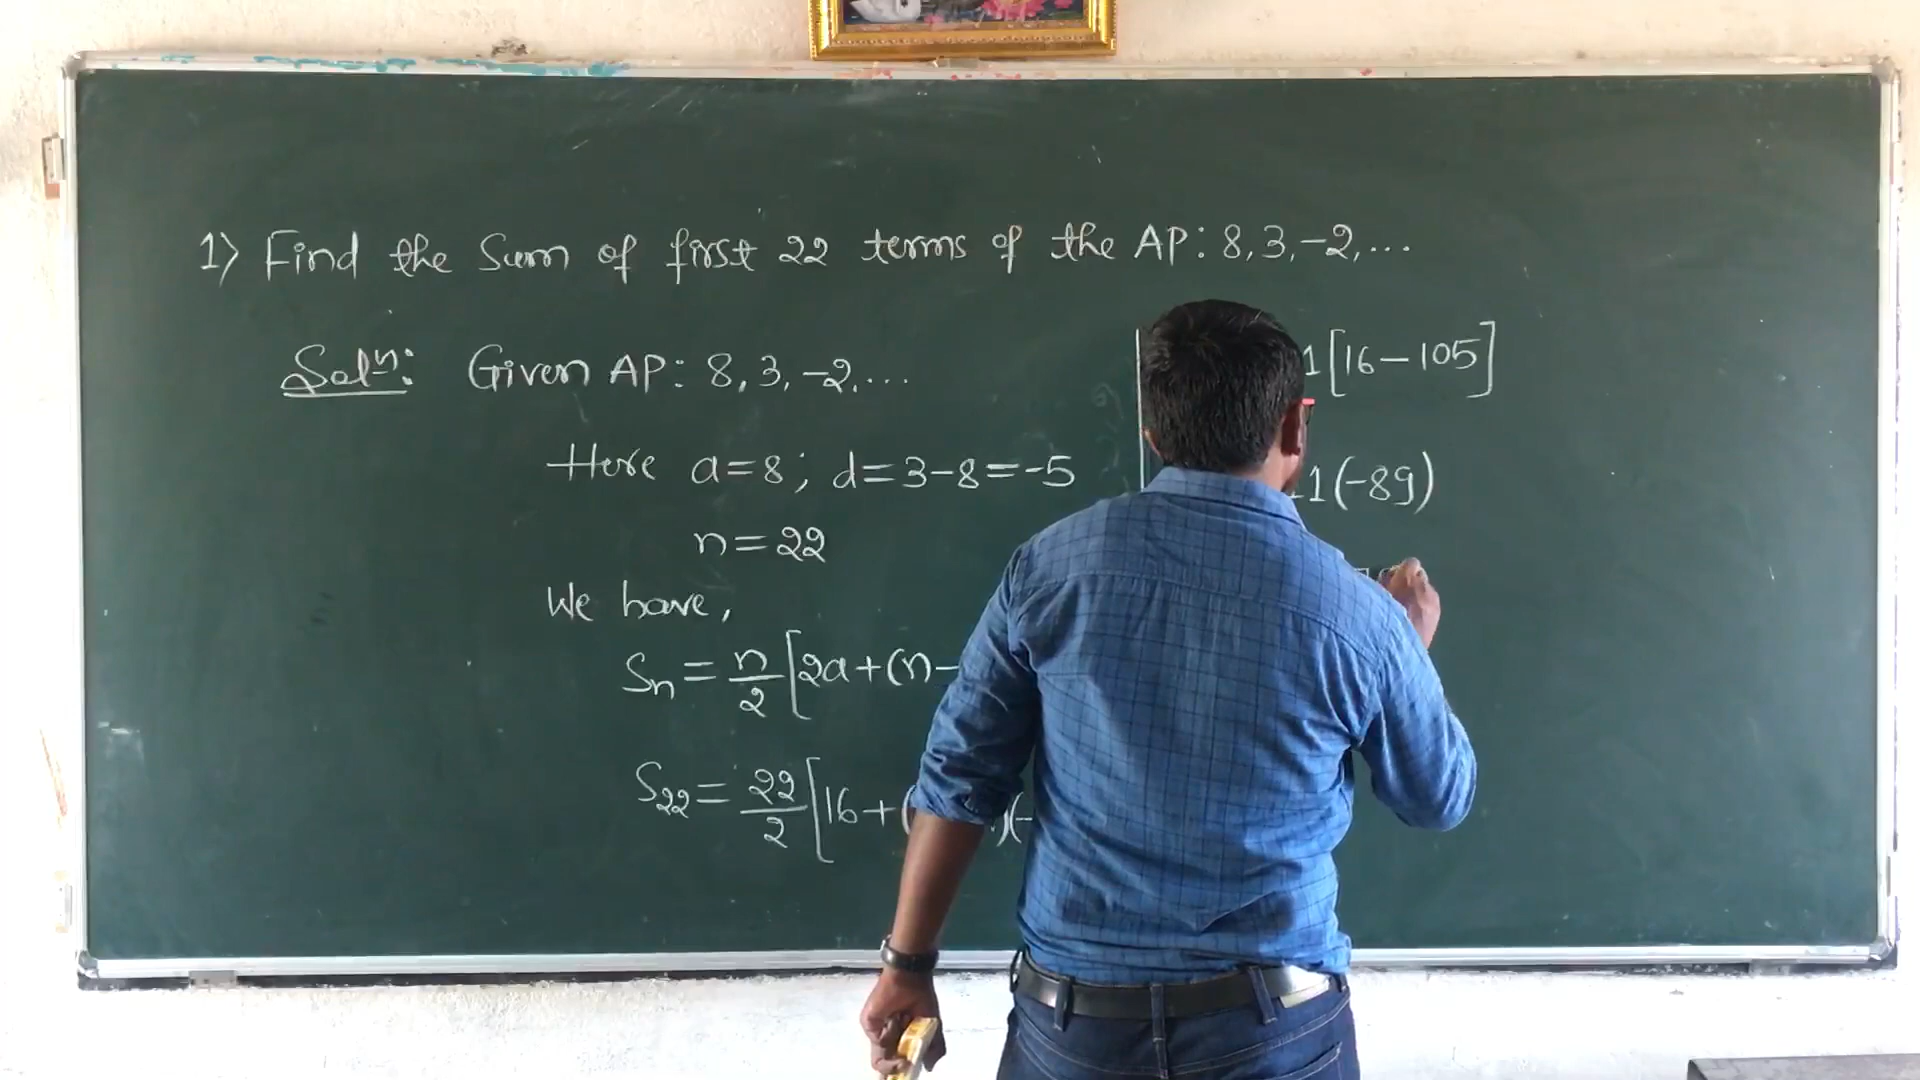 1) Find the Sum of first 22 terms of the AP: 8, 3, -2, ...
Solⁿ: Given AP: 8, 3, -2, ...
Here a = 8 ; d = 3 - 8 = -5
n = 22
We have,
Sn = n/2 [2a + (n -
S22 = 22/2 [16 + ( )(-
1[16 - 105]
11(-89)